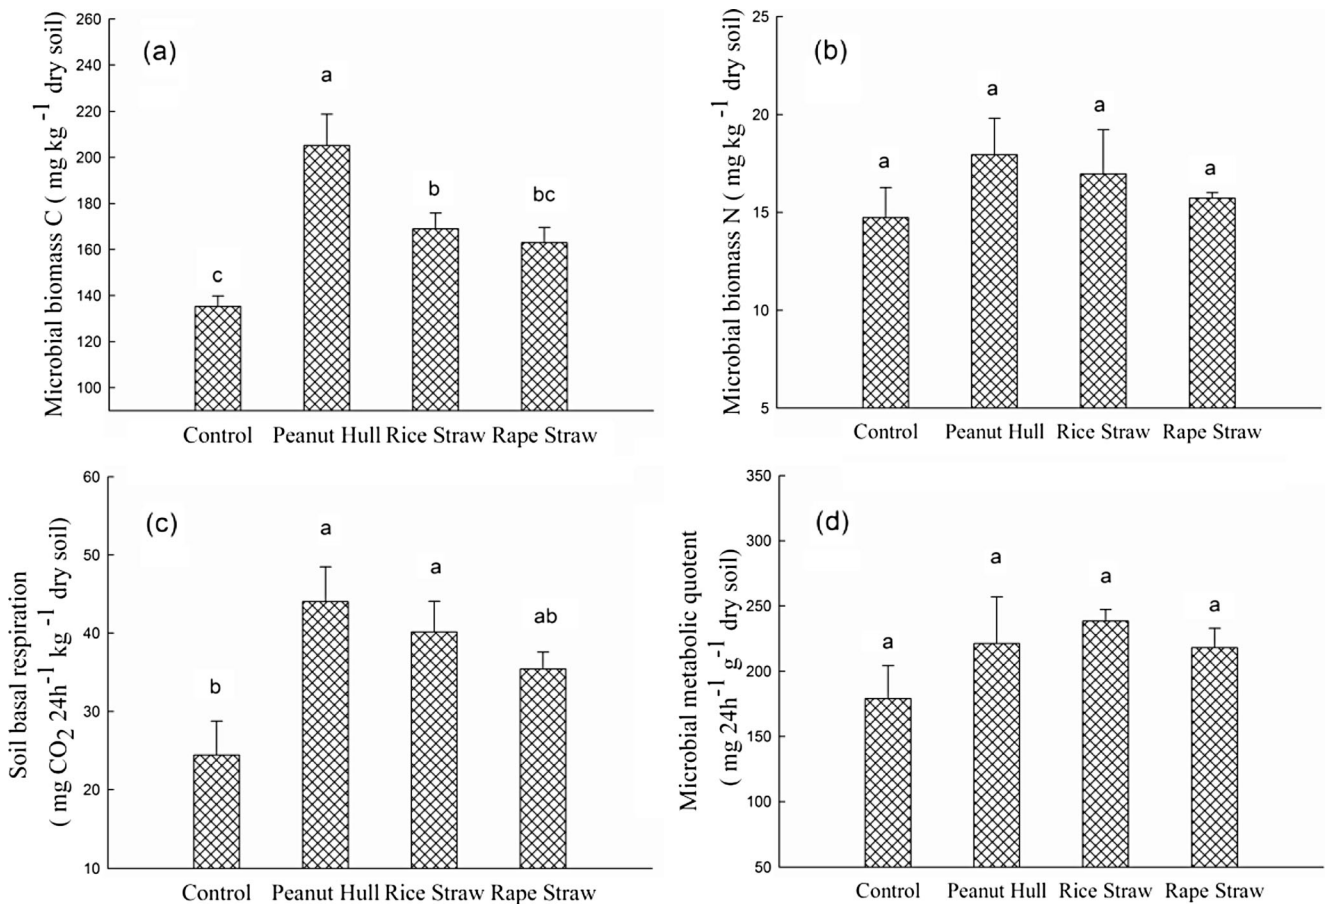 (a)
Microbial biomass C ( mg kg⁻¹ dry soil)
260
240
220
200
180
160
140
120
100
a
b
bc
c
Control Peanut Hull Rice Straw Rape Straw
(b)
Microbial biomass N ( mg kg⁻¹ dry soil)
25
20
15
10
5
a
a
a
a
Control Peanut Hull Rice Straw Rape Straw
(c)
Soil basal respiration
( mg CO₂ 24h⁻¹ kg⁻¹ dry soil)
60
50
40
30
20
10
a
a
ab
b
Control Peanut Hull Rice Straw Rape Straw
(d)
Microbial metabolic quotent
( mg 24h⁻¹ g⁻¹ dry soil)
350
300
250
200
150
100
50
a
a
a
a
Control Peanut Hull Rice Straw Rape Straw